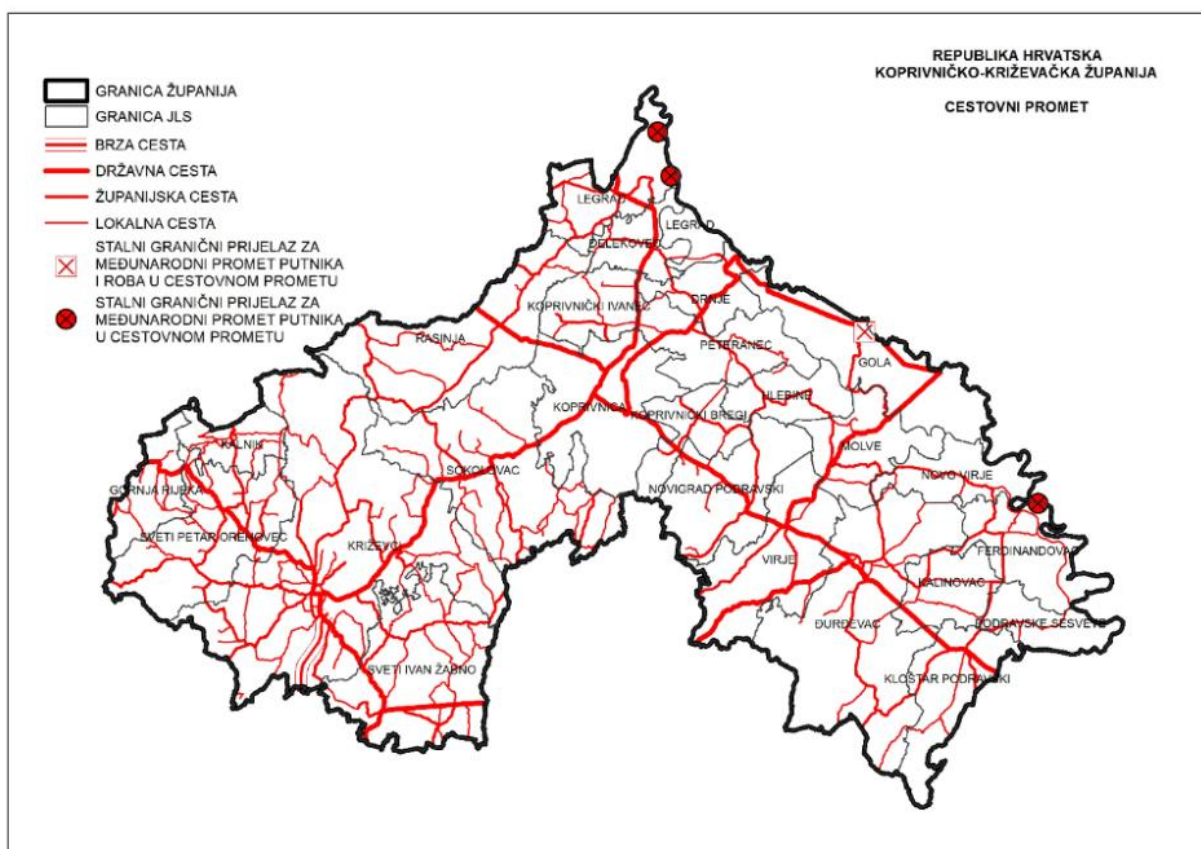 REPUBLIKA HRVATSKA
KOPRIVNIČKO-KRIŽEVAČKA ŽUPANIJA
CESTOVNI PROMET
GRANICA ŽUPANIJA
GRANICA JLS
BRZA CESTA
DRŽAVNA CESTA
ŽUPANIJSKA CESTA
LOKALNA CESTA
STALNI GRANIČNI PRIJELAZ ZA
MEĐUNARODNI PROMET PUTNIKA
I ROBA U CESTOVNOM PROMETU
STALNI GRANIČNI PRIJELAZ ZA
MEĐUNARODNI PROMET PUTNIKA
U CESTOVNOM PROMETU
LEGRAD
LEGRAD
ĐELEKOVEC
KOPRIVNIČKI IVANEC
DRNJE
RASINJA
PETERANEC
GOLA
HLEBINE
KOPRIVNICA
KOPRIVNIČKI BREGI
KALNIK
MOLVE
SOKOLOVAC
NOVO VIRJE
GORNJA RIJEKA
NOVIGRAD PODRAVSKI
SVETI PETAR OREHOVEC
KRIŽEVCI
FERDINANDOVAC
VIRJE
KALINOVAC
ĐURĐEVAC
PODRAVSKE SESVETE
SVETI IVAN ŽABNO
KLOŠTAR PODRAVSKI